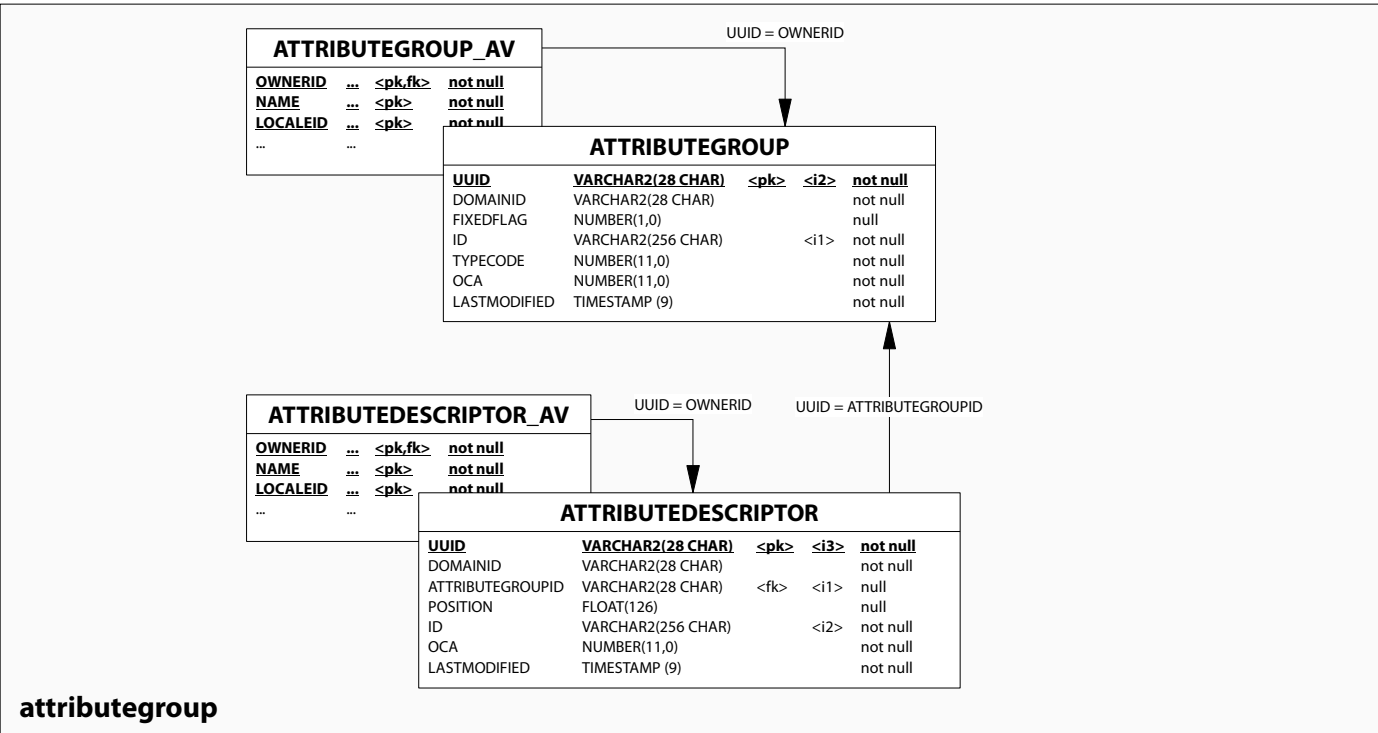 UUID = OWNERID
ATTRIBUTEGROUP_AV
OWNERID ... <pk,fk> not null
NAME ... <pk> not null
LOCALEID ... <pk> not null
... ...
ATTRIBUTEGROUP
UUID VARCHAR2(28 CHAR) <pk> <i2> not null
DOMAINID VARCHAR2(28 CHAR) not null
FIXEDFLAG NUMBER(1,0) null
ID VARCHAR2(256 CHAR) <i1> not null
TYPECODE NUMBER(11,0) not null
OCA NUMBER(11,0) not null
LASTMODIFIED TIMESTAMP (9) not null
UUID = OWNERID
UUID = ATTRIBUTEGROUPID
ATTRIBUTEDESCRIPTOR_AV
OWNERID ... <pk,fk> not null
NAME ... <pk> not null
LOCALEID ... <pk> not null
... ...
ATTRIBUTEDESCRIPTOR
UUID VARCHAR2(28 CHAR) <pk> <i3> not null
DOMAINID VARCHAR2(28 CHAR) not null
ATTRIBUTEGROUPID VARCHAR2(28 CHAR) <fk> <i1> null
POSITION FLOAT(126) null
ID VARCHAR2(256 CHAR) <i2> not null
OCA NUMBER(11,0) not null
LASTMODIFIED TIMESTAMP (9) not null
attributegroup